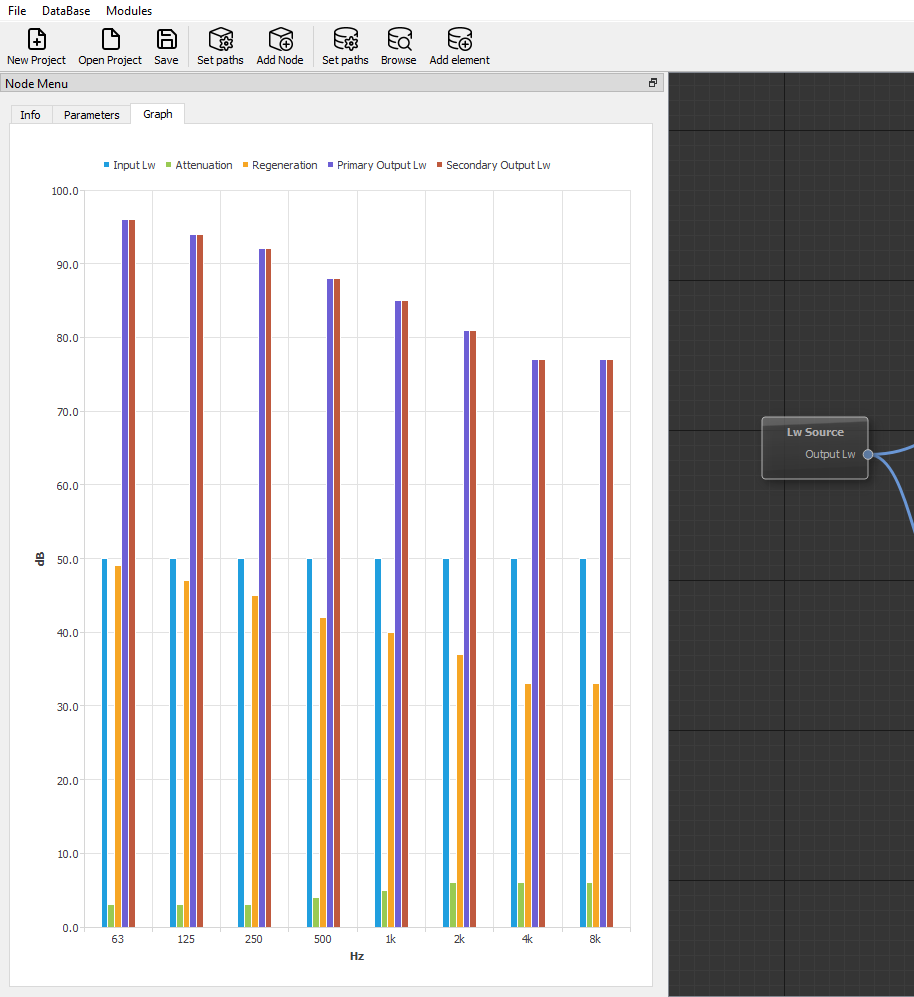 File DataBase Modules
New Project Open Project Save Set paths Add Node Set paths Browse Add element
Node Menu
Info Parameters Graph
Input Lw Attenuation Regeneration Primary Output Lw Secondary Output Lw
100.0
90.0
80.0
70.0
60.0
50.0
40.0
30.0
20.0
10.0
0.0
dB
63 125 250 500 1k 2k 4k 8k
Hz
Lw Source
Output Lw